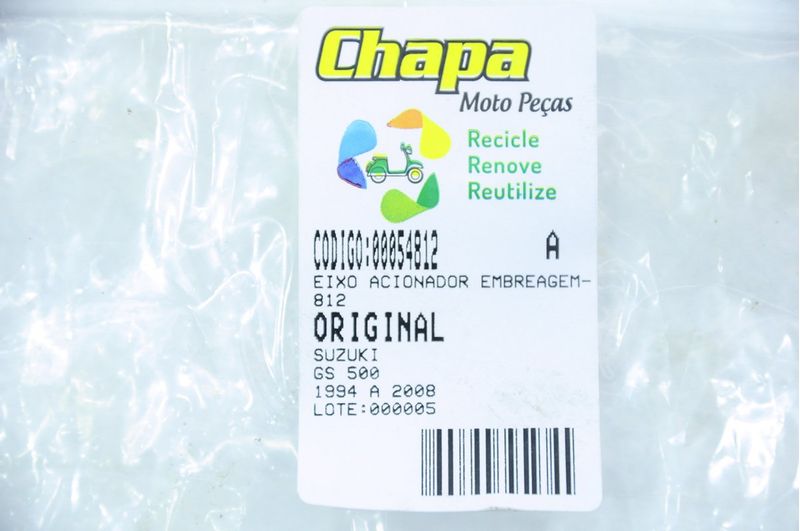 Chapa
Moto Peças
Recicle
Renove
Reutilize
CODIGO:00054812 A
EIXO ACIONADOR EMBREAGEM-
812
ORIGINAL
SUZUKI
GS 500
1994 A 2008
LOTE:000005